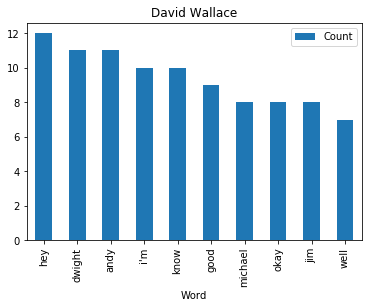 David Wallace
Count
12
10
8
6
4
2
0
hey
dwight
andy
i'm
know
good
michael
okay
jim
well
Word